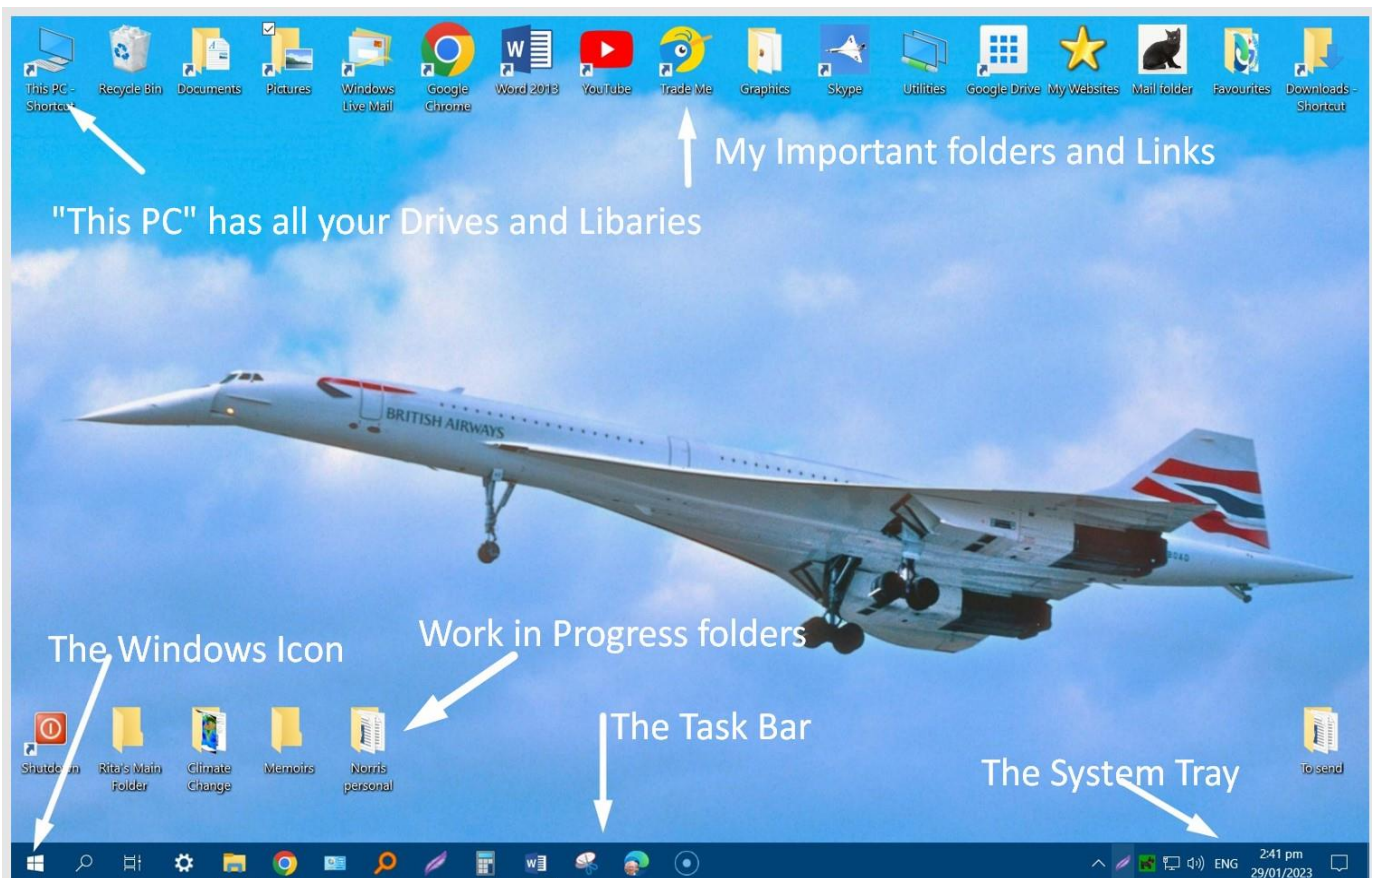 This PC -
Shortcut
Recycle Bin
Documents
Pictures
Windows
Live Mail
Google
Chrome
Word 2013
YouTube
Trade Me
Graphics
Skype
Utilities
Google Drive
My Websites
Mail folder
Favourites
Downloads -
Shortcut
My Important folders and Links
"This PC" has all your Drives and Libaries
BRITISH AIRWAYS
The Windows Icon
Work in Progress folders
The Task Bar
The System Tray
Shutdown
Rita's Main
Folder
Climate
Change
Memoirs
Norris
personal
To send
ENG
2:41 pm
29/01/2023